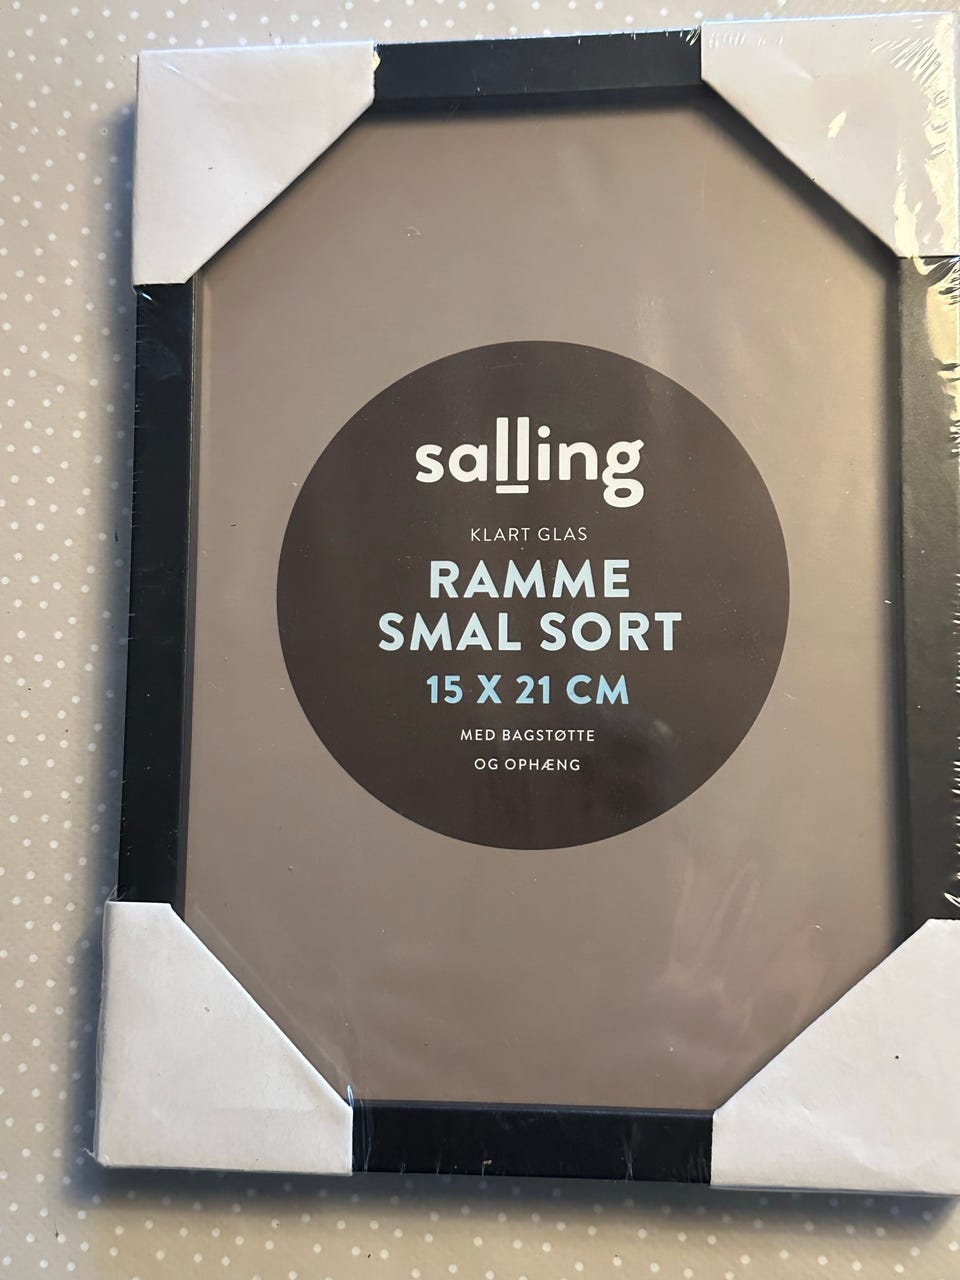 salling
KLART GLAS
RAMME
SMAL SORT
15 X 21 CM
MED BAGSTØTTE
OG OPHÆNG